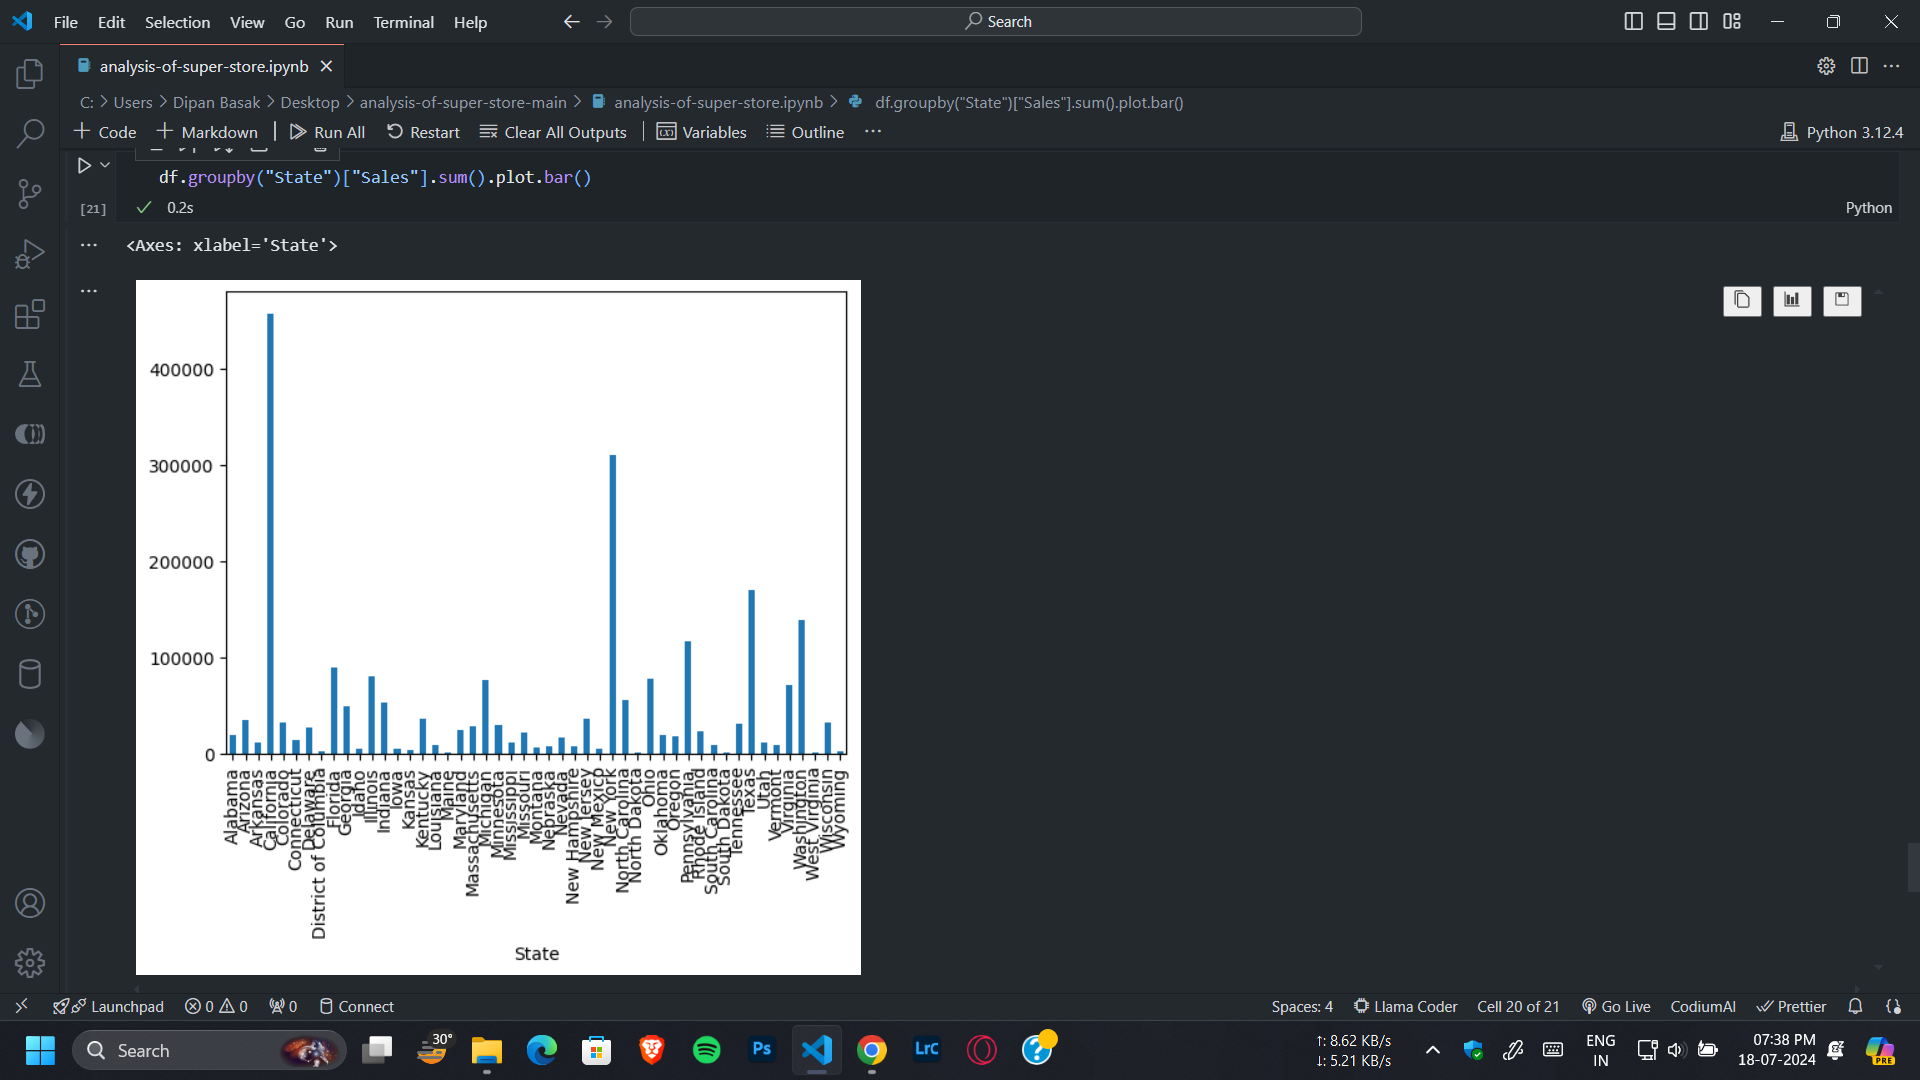 File Edit Selection View Go Run Terminal Help Search
analysis-of-super-store.ipynb
C: > Users > Dipan Basak > Desktop > analysis-of-super-store-main > analysis-of-super-store.ipynb > df.groupby("State")["Sales"].sum().plot.bar()
+ Code + Markdown Run All Restart Clear All Outputs Variables Outline ... Python 3.12.4
df.groupby("State")["Sales"].sum().plot.bar()
[21] 0.2s Python
<Axes: xlabel='State'>
400000
300000
200000
100000
0
Alabama
Arizona
Arkansas
California
Colorado
Connecticut
Delaware
District of Columbia
Florida
Georgia
Idaho
Illinois
Indiana
Iowa
Kansas
Kentucky
Louisiana
Maine
Maryland
Massachusetts
Michigan
Minnesota
Mississippi
Missouri
Montana
Nebraska
Nevada
New Hampshire
New Jersey
New Mexico
New York
North Carolina
North Dakota
Ohio
Oklahoma
Oregon
Pennsylvania
Rhode Island
South Carolina
South Dakota
Tennessee
Texas
Utah
Vermont
Virginia
Washington
West Virginia
Wisconsin
Wyoming
State
Launchpad 0 0 0 Connect Spaces: 4 Llama Coder Cell 20 of 21 Go Live CodiumAI Prettier
Search 30° Ps LrC
↑: 8.62 KB/s
↓: 5.21 KB/s
ENG
IN
07:38 PM
18-07-2024
PRE